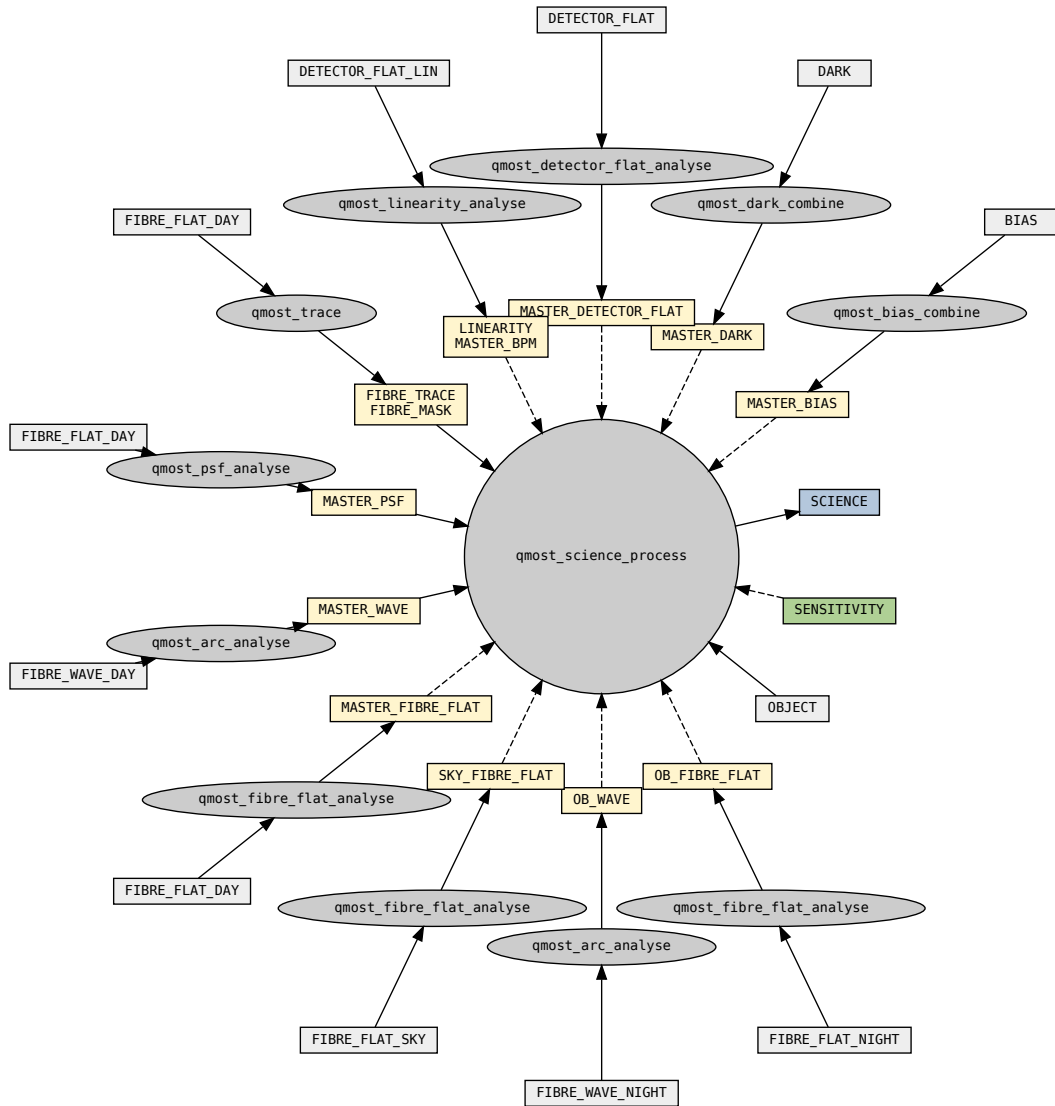 DETECTOR_FLAT
DETECTOR_FLAT_LIN
DARK
qmost_detector_flat_analyse
qmost_linearity_analyse
qmost_dark_combine
FIBRE_FLAT_DAY
BIAS
MASTER_DETECTOR_FLAT
qmost_trace
qmost_bias_combine
LINEARITY
MASTER_BPM
MASTER_DARK
FIBRE_TRACE
FIBRE_MASK
MASTER_BIAS
FIBRE_FLAT_DAY
qmost_psf_analyse
MASTER_PSF
SCIENCE
qmost_science_process
MASTER_WAVE
SENSITIVITY
qmost_arc_analyse
FIBRE_WAVE_DAY
MASTER_FIBRE_FLAT
OBJECT
SKY_FIBRE_FLAT
OB_FIBRE_FLAT
qmost_fibre_flat_analyse
OB_WAVE
FIBRE_FLAT_DAY
qmost_fibre_flat_analyse
qmost_fibre_flat_analyse
qmost_arc_analyse
FIBRE_FLAT_SKY
FIBRE_FLAT_NIGHT
FIBRE_WAVE_NIGHT